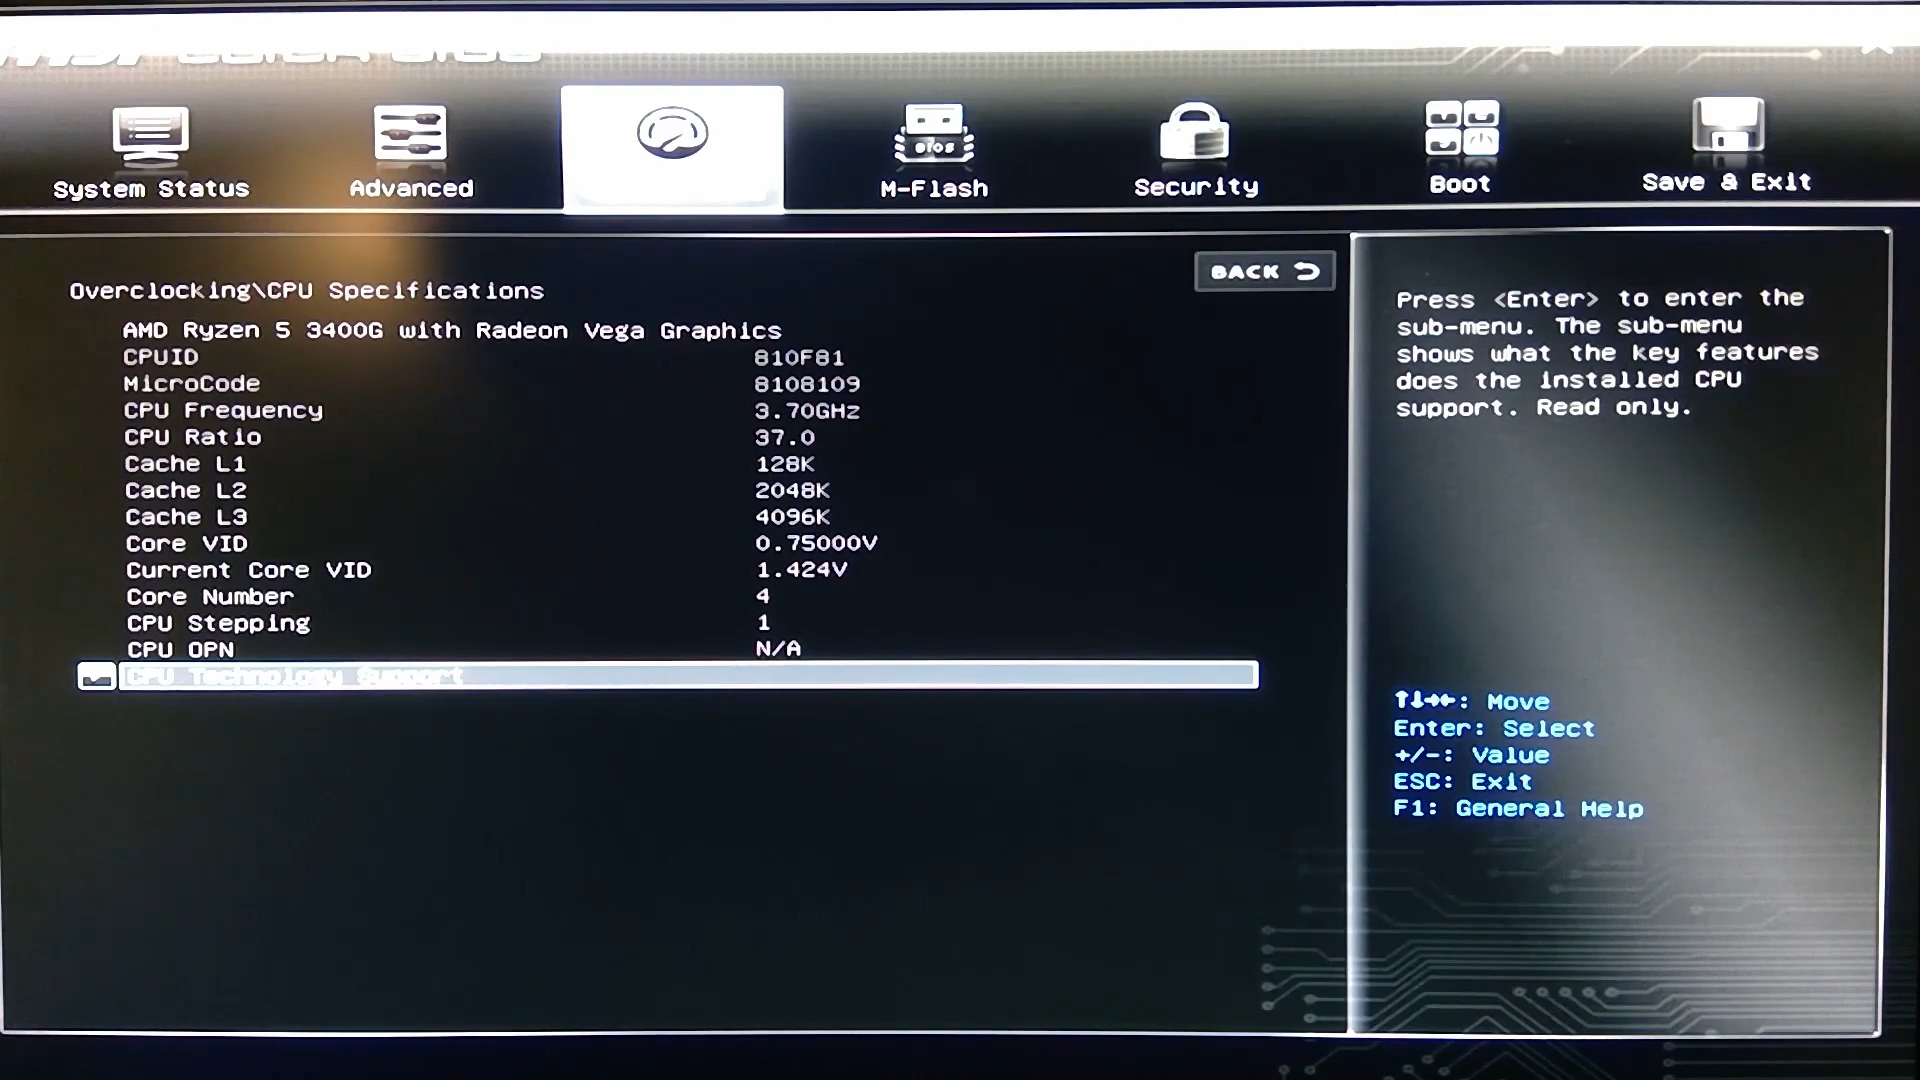 System Status
Advanced
BIOS
M-Flash
Security
Boot
Save & Exit
BACK
Overclocking\CPU Specifications
AMD Ryzen 5 3400G with Radeon Vega Graphics
CPUID 810F81
MicroCode 8108109
CPU Frequency 3.70GHz
CPU Ratio 37.0
Cache L1 128K
Cache L2 2048K
Cache L3 4096K
Core VID 0.75000V
Current Core VID 1.424V
Core Number 4
CPU Stepping 1
CPU OPN N/A
CPU Technology Support
Press <Enter> to enter the
sub-menu. The sub-menu
shows what the key features
does the installed CPU
support. Read only.
↑↓→←: Move
Enter: Select
+/-: Value
ESC: Exit
F1: General Help